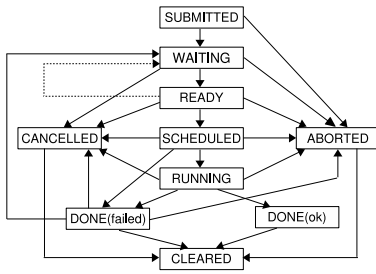 SUBMITTED
WAITING
READY
CANCELLED SCHEDULED ABORTED
RUNNING
DONE(failed) DONE(ok)
CLEARED